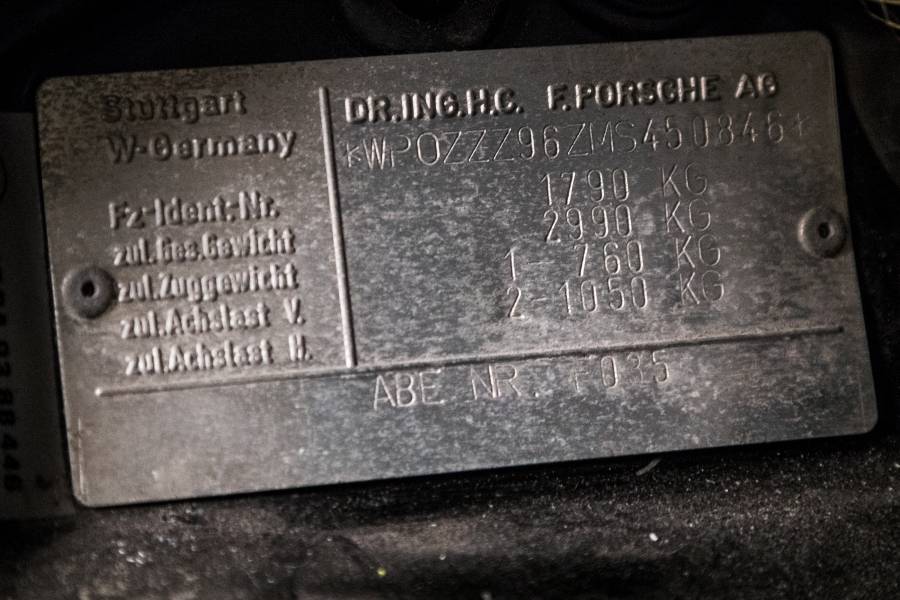 Stuttgart
W-Germany
DR.ING.H.C. F.PORSCHE AG
Fz-Ident.-Nr.
*WP0ZZZ96ZMS450846*
zul.Ges.Gewicht
1790 KG
zul.Zuggewicht
2990 KG
zul.Achslast V.
1- 760 KG
zul.Achslast H.
2-1050 KG
ABE NR. F035